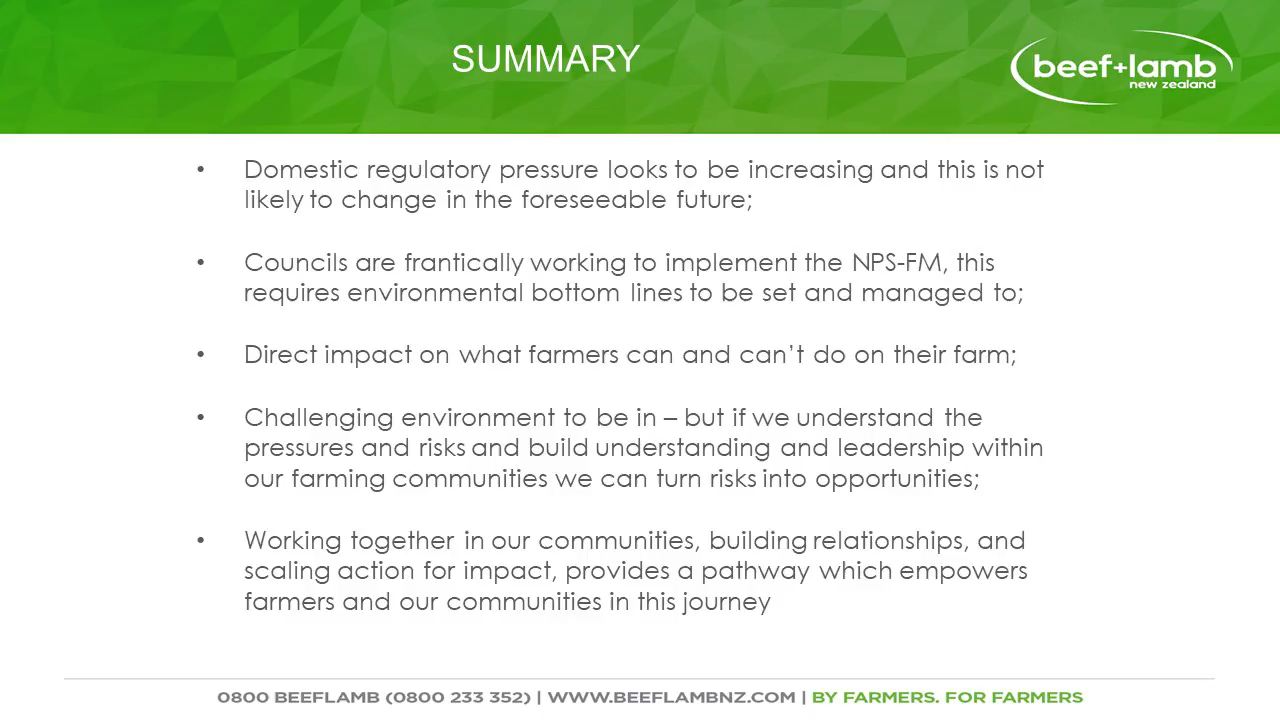 SUMMARY
beef+lamb
new zealand
• Domestic regulatory pressure looks to be increasing and this is not
likely to change in the foreseeable future;
• Councils are frantically working to implement the NPS-FM, this
requires environmental bottom lines to be set and managed to;
• Direct impact on what farmers can and can’t do on their farm;
• Challenging environment to be in – but if we understand the
pressures and risks and build understanding and leadership within
our farming communities we can turn risks into opportunities;
• Working together in our communities, building relationships, and
scaling action for impact, provides a pathway which empowers
farmers and our communities in this journey
0800 BEEFLAMB (0800 233 352) | WWW.BEEFLAMBNZ.COM | BY FARMERS. FOR FARMERS